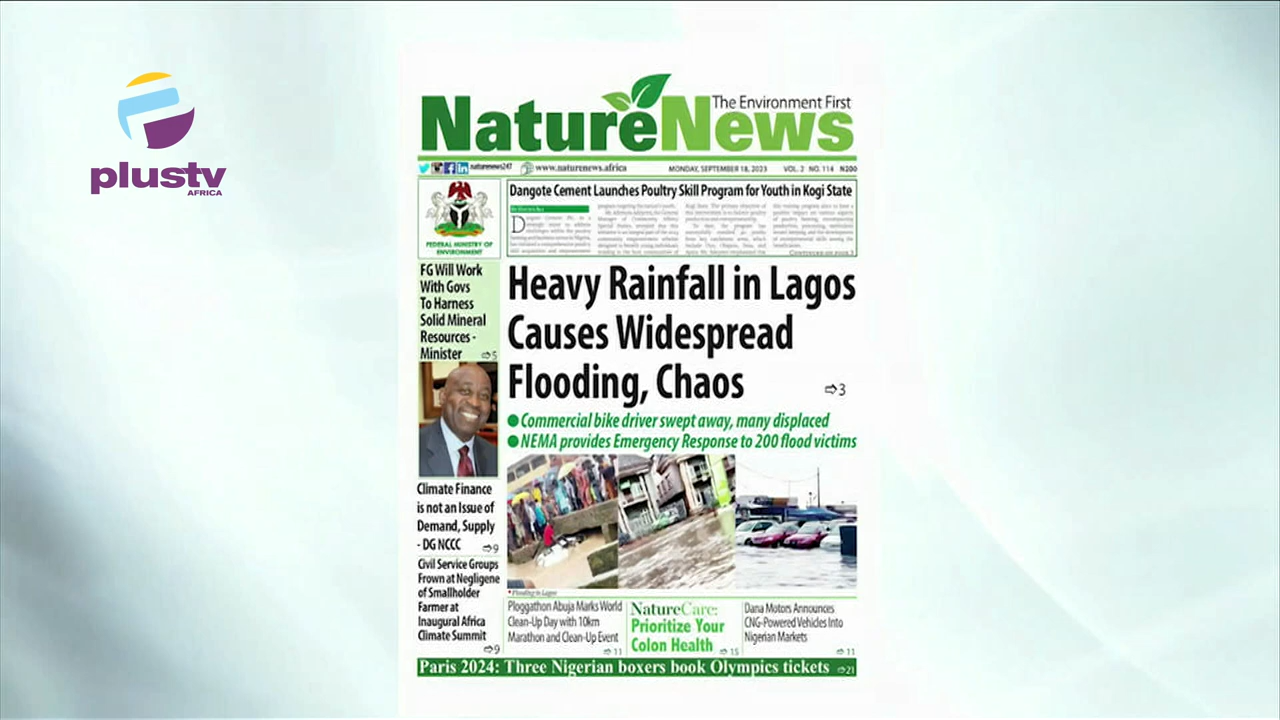 plustv
AFRICA
The Environment First
NatureNews
naturenews247
www.naturenews.africa
MONDAY, SEPTEMBER 18, 2023
VOL. 2 NO. 114 N200
FEDERAL MINISTRY OF
ENVIRONMENT
Dangote Cement Launches Poultry Skill Program for Youth in Kogi State
FG Will Work
With Govs
To Harness
Solid Mineral
Resources -
Minister ⇨5
Heavy Rainfall in Lagos
Causes Widespread
Flooding, Chaos ⇨3
● Commercial bike driver swept away, many displaced
● NEMA provides Emergency Response to 200 flood victims
Climate Finance
is not an Issue of
Demand, Supply
- DG NCCC ⇨9
Civil Service Groups
Frown at Negligene
of Smallholder
Farmer at
Inaugural Africa
Climate Summit
⇨9
* Flooding in Lagos
Ploggathon Abuja Marks World
Clean-Up Day with 10km
Marathon and Clean-Up Event
⇨11
NatureCare:
Prioritize Your
Colon Health ⇨15
Dana Motors Announces
CNG-Powered Vehicles Into
Nigerian Markets
⇨11
Paris 2024: Three Nigerian boxers book Olympics tickets ⇨21